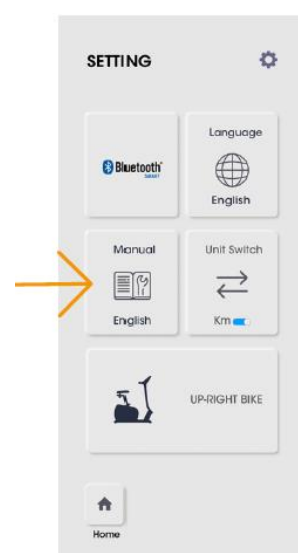 SETTING
Bluetooth
SMART
Language
English
Manual
English
Unit Switch
Km
UP-RIGHT BIKE
Home